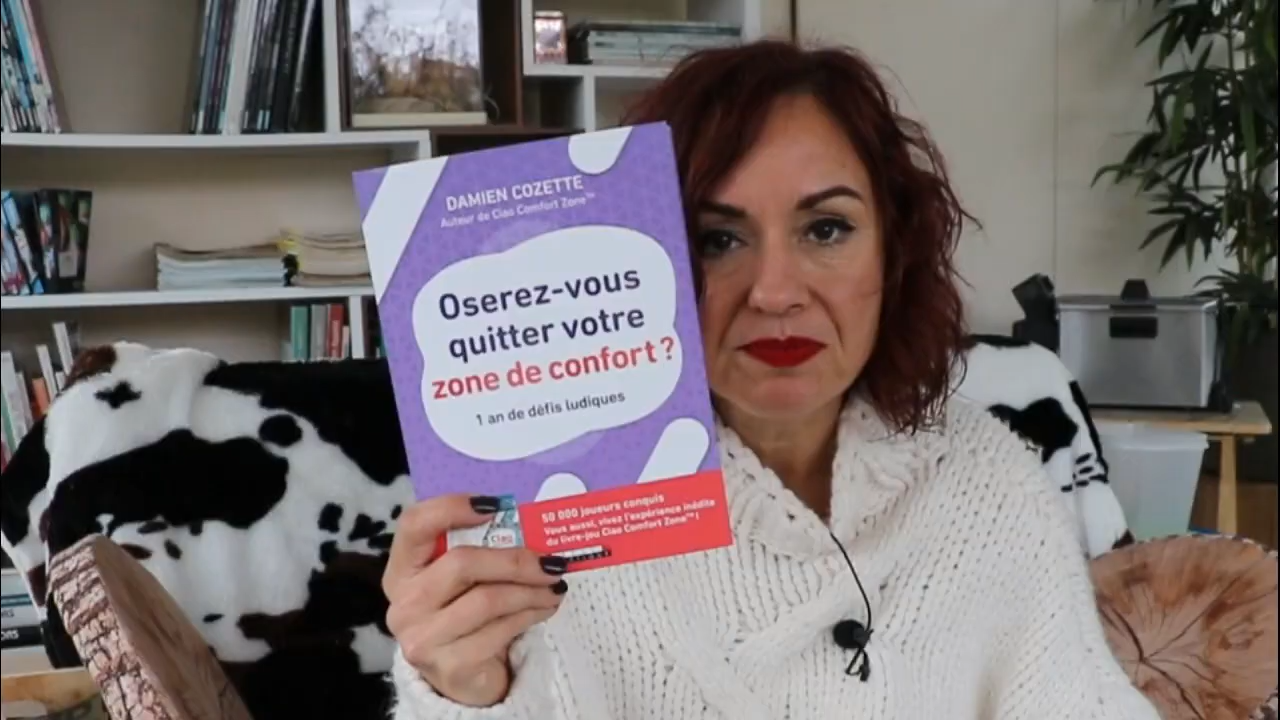 DAMIEN COZETTE
Auteur de Ciao Comfort Zone™
Oserez-vous
quitter votre
zone de confort ?
1 an de défis ludiques
50 000 joueurs conquis
Vous aussi, vivez l'expérience inédite
du livre-jeu Ciao Comfort Zone™ !
Ciao